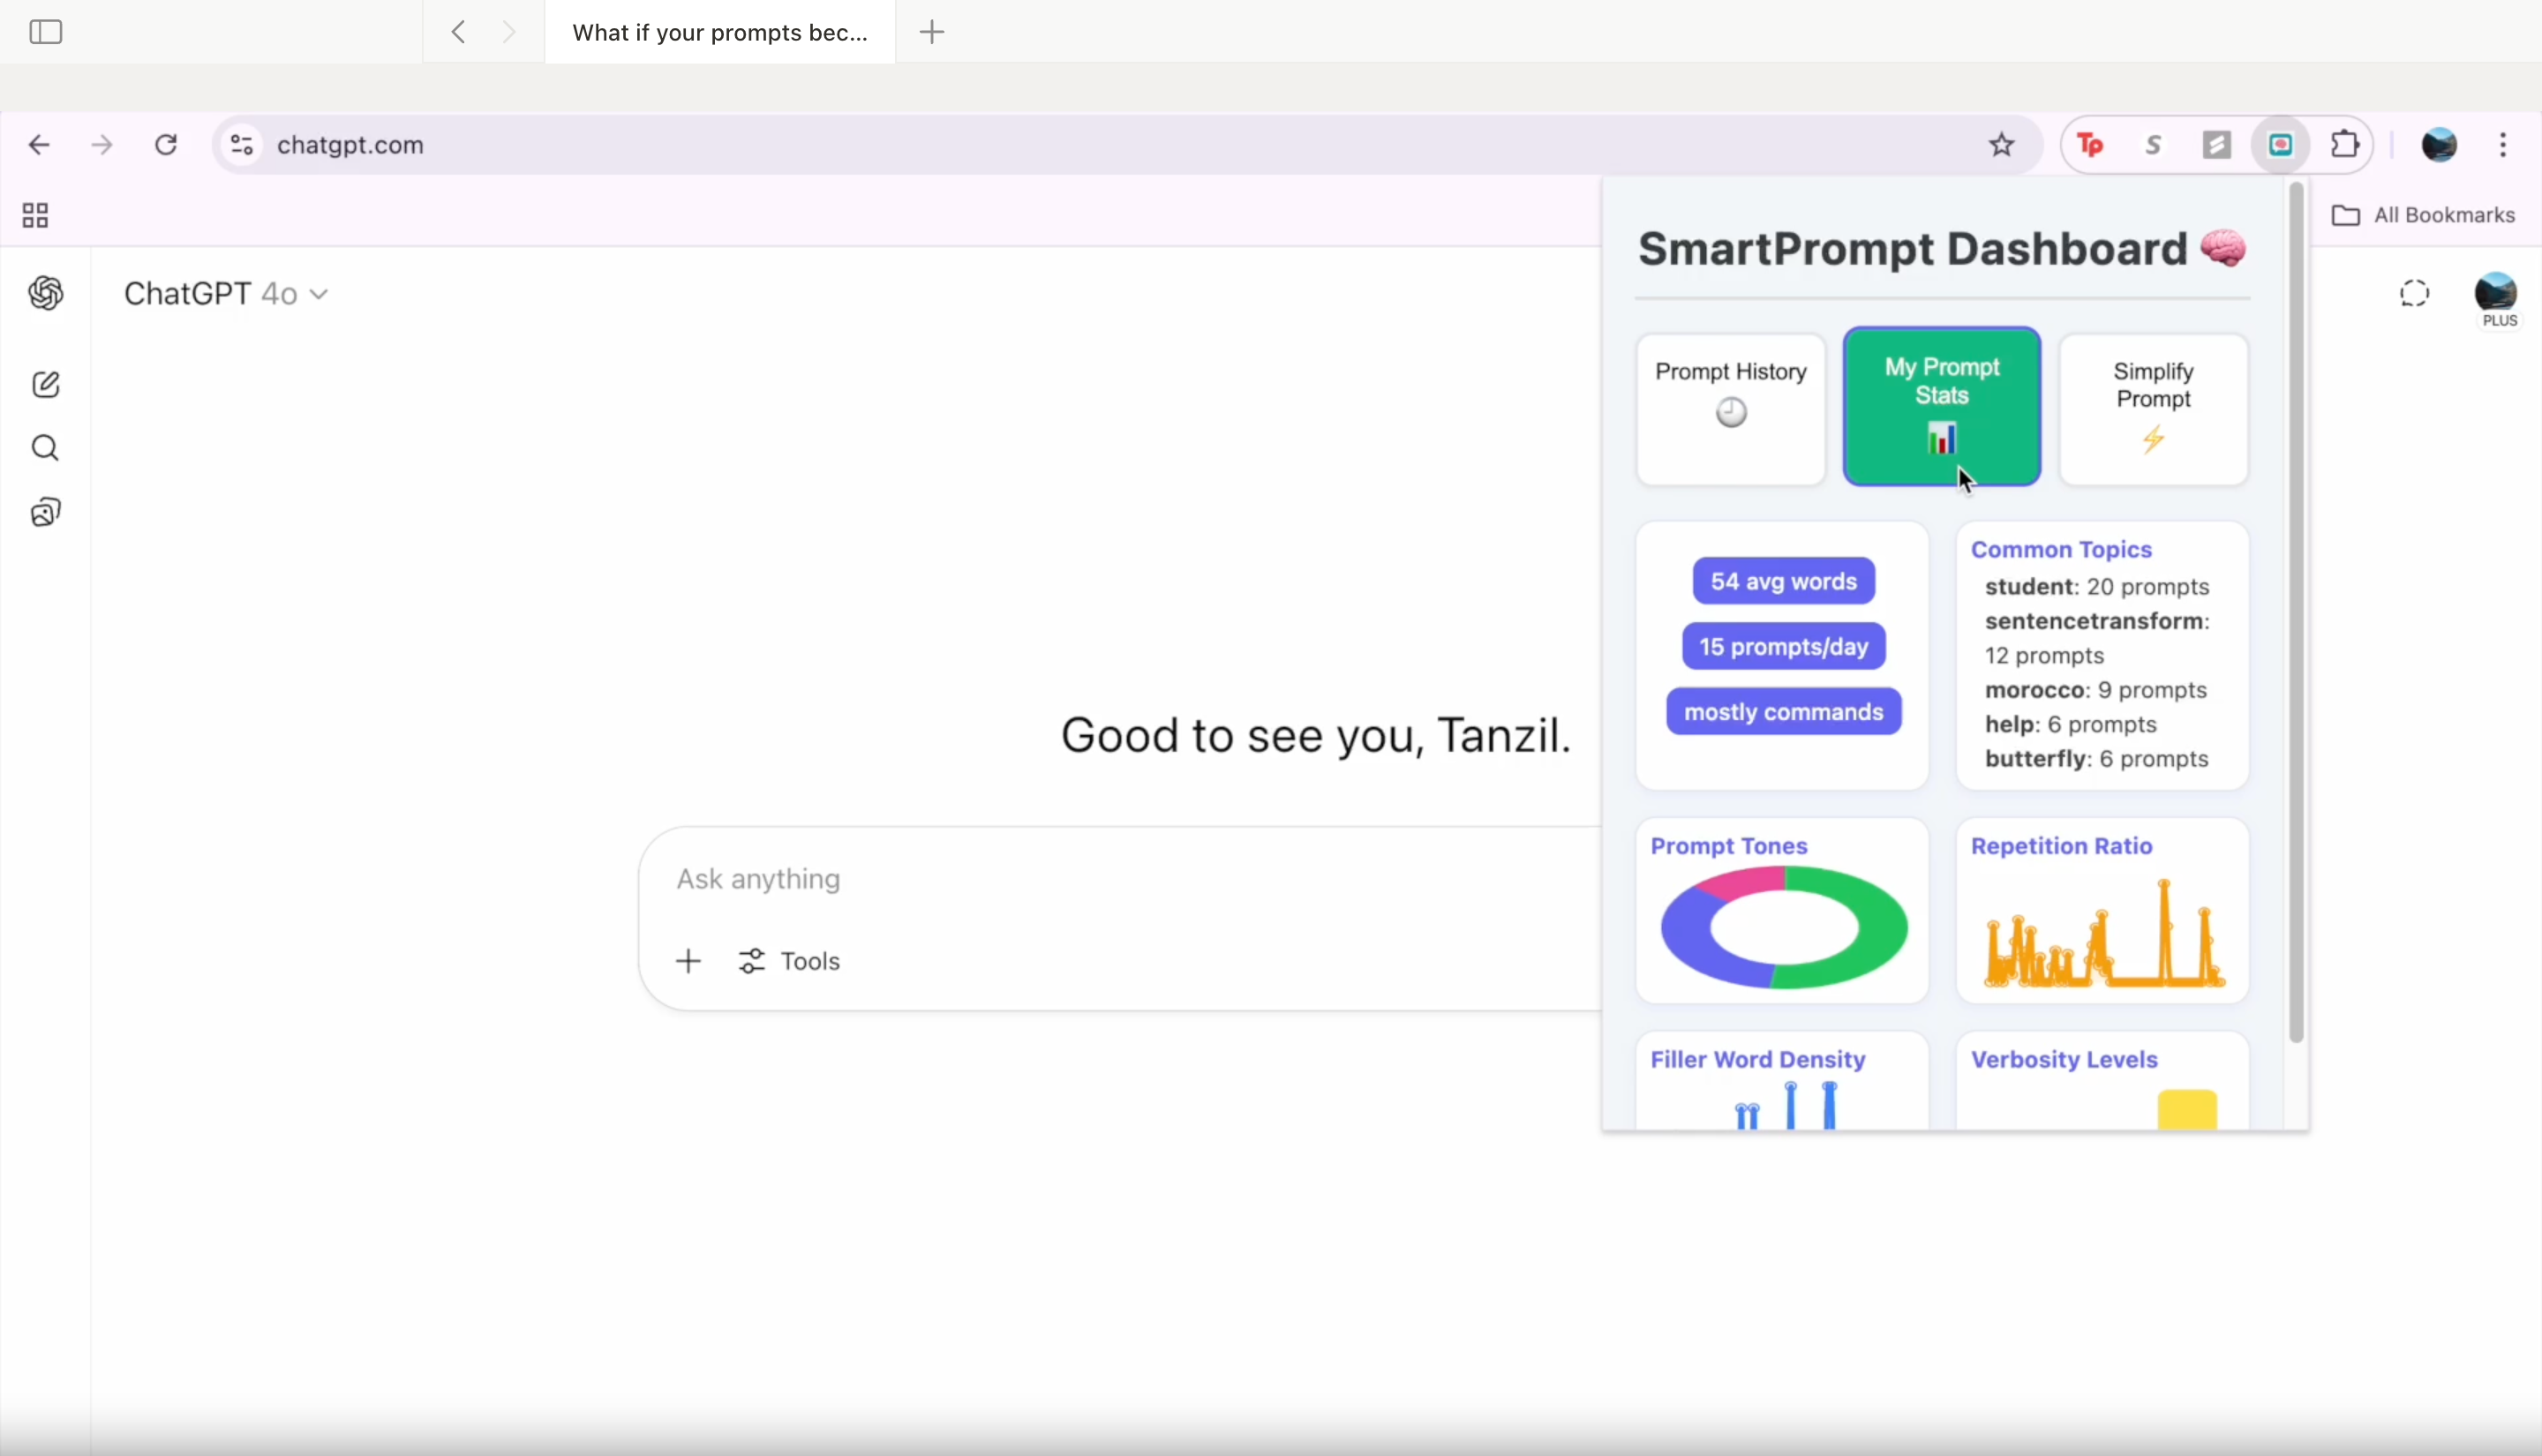 What if your prompts bec...
chatgpt.com
Tp
S
All Bookmarks
ChatGPT 4o
PLUS
Good to see you, Tanzil.
Ask anything
Tools
SmartPrompt Dashboard
Prompt History
My Prompt
Stats
Simplify
Prompt
54 avg words
15 prompts/day
mostly commands
Common Topics
student: 20 prompts
sentencetransform:
12 prompts
morocco: 9 prompts
help: 6 prompts
butterfly: 6 prompts
Prompt Tones
Repetition Ratio
Filler Word Density
Verbosity Levels